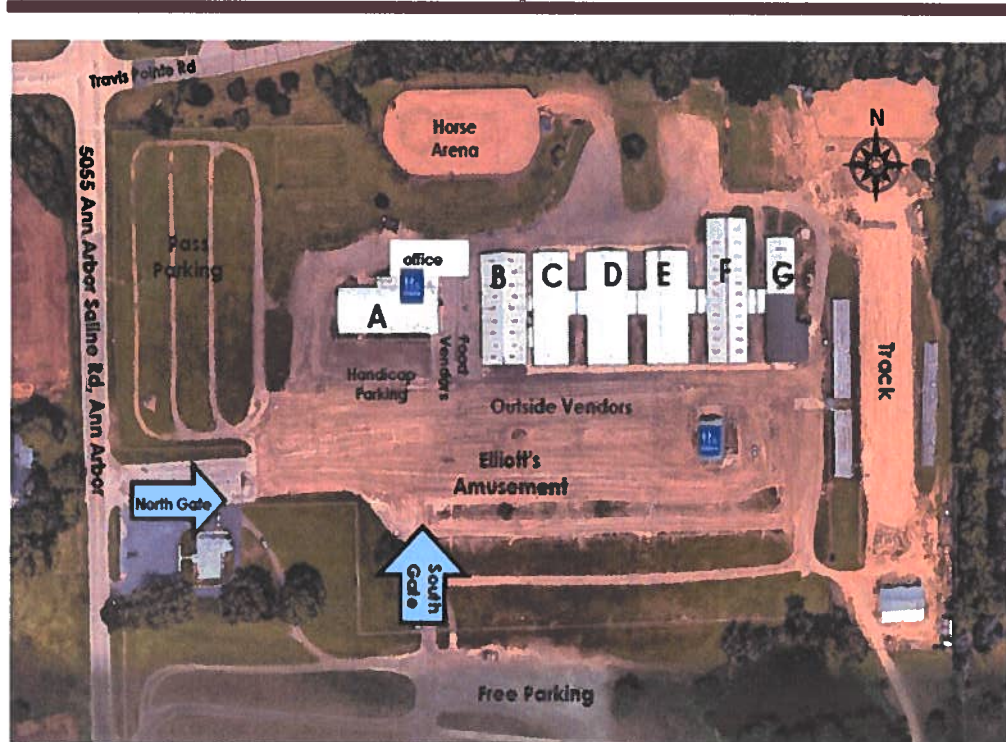 Travis Pointe Rd
N
Horse
Arena
5055 Ann Arbor Saline Rd, Ann Arbor
Pass
Parking
office
B
C
D
E
F
G
A
Food
Vendors
Handicap
Parking
Track
Outside Vendors
Elliott's
Amusement
North Gate
South
Gate
Free Parking